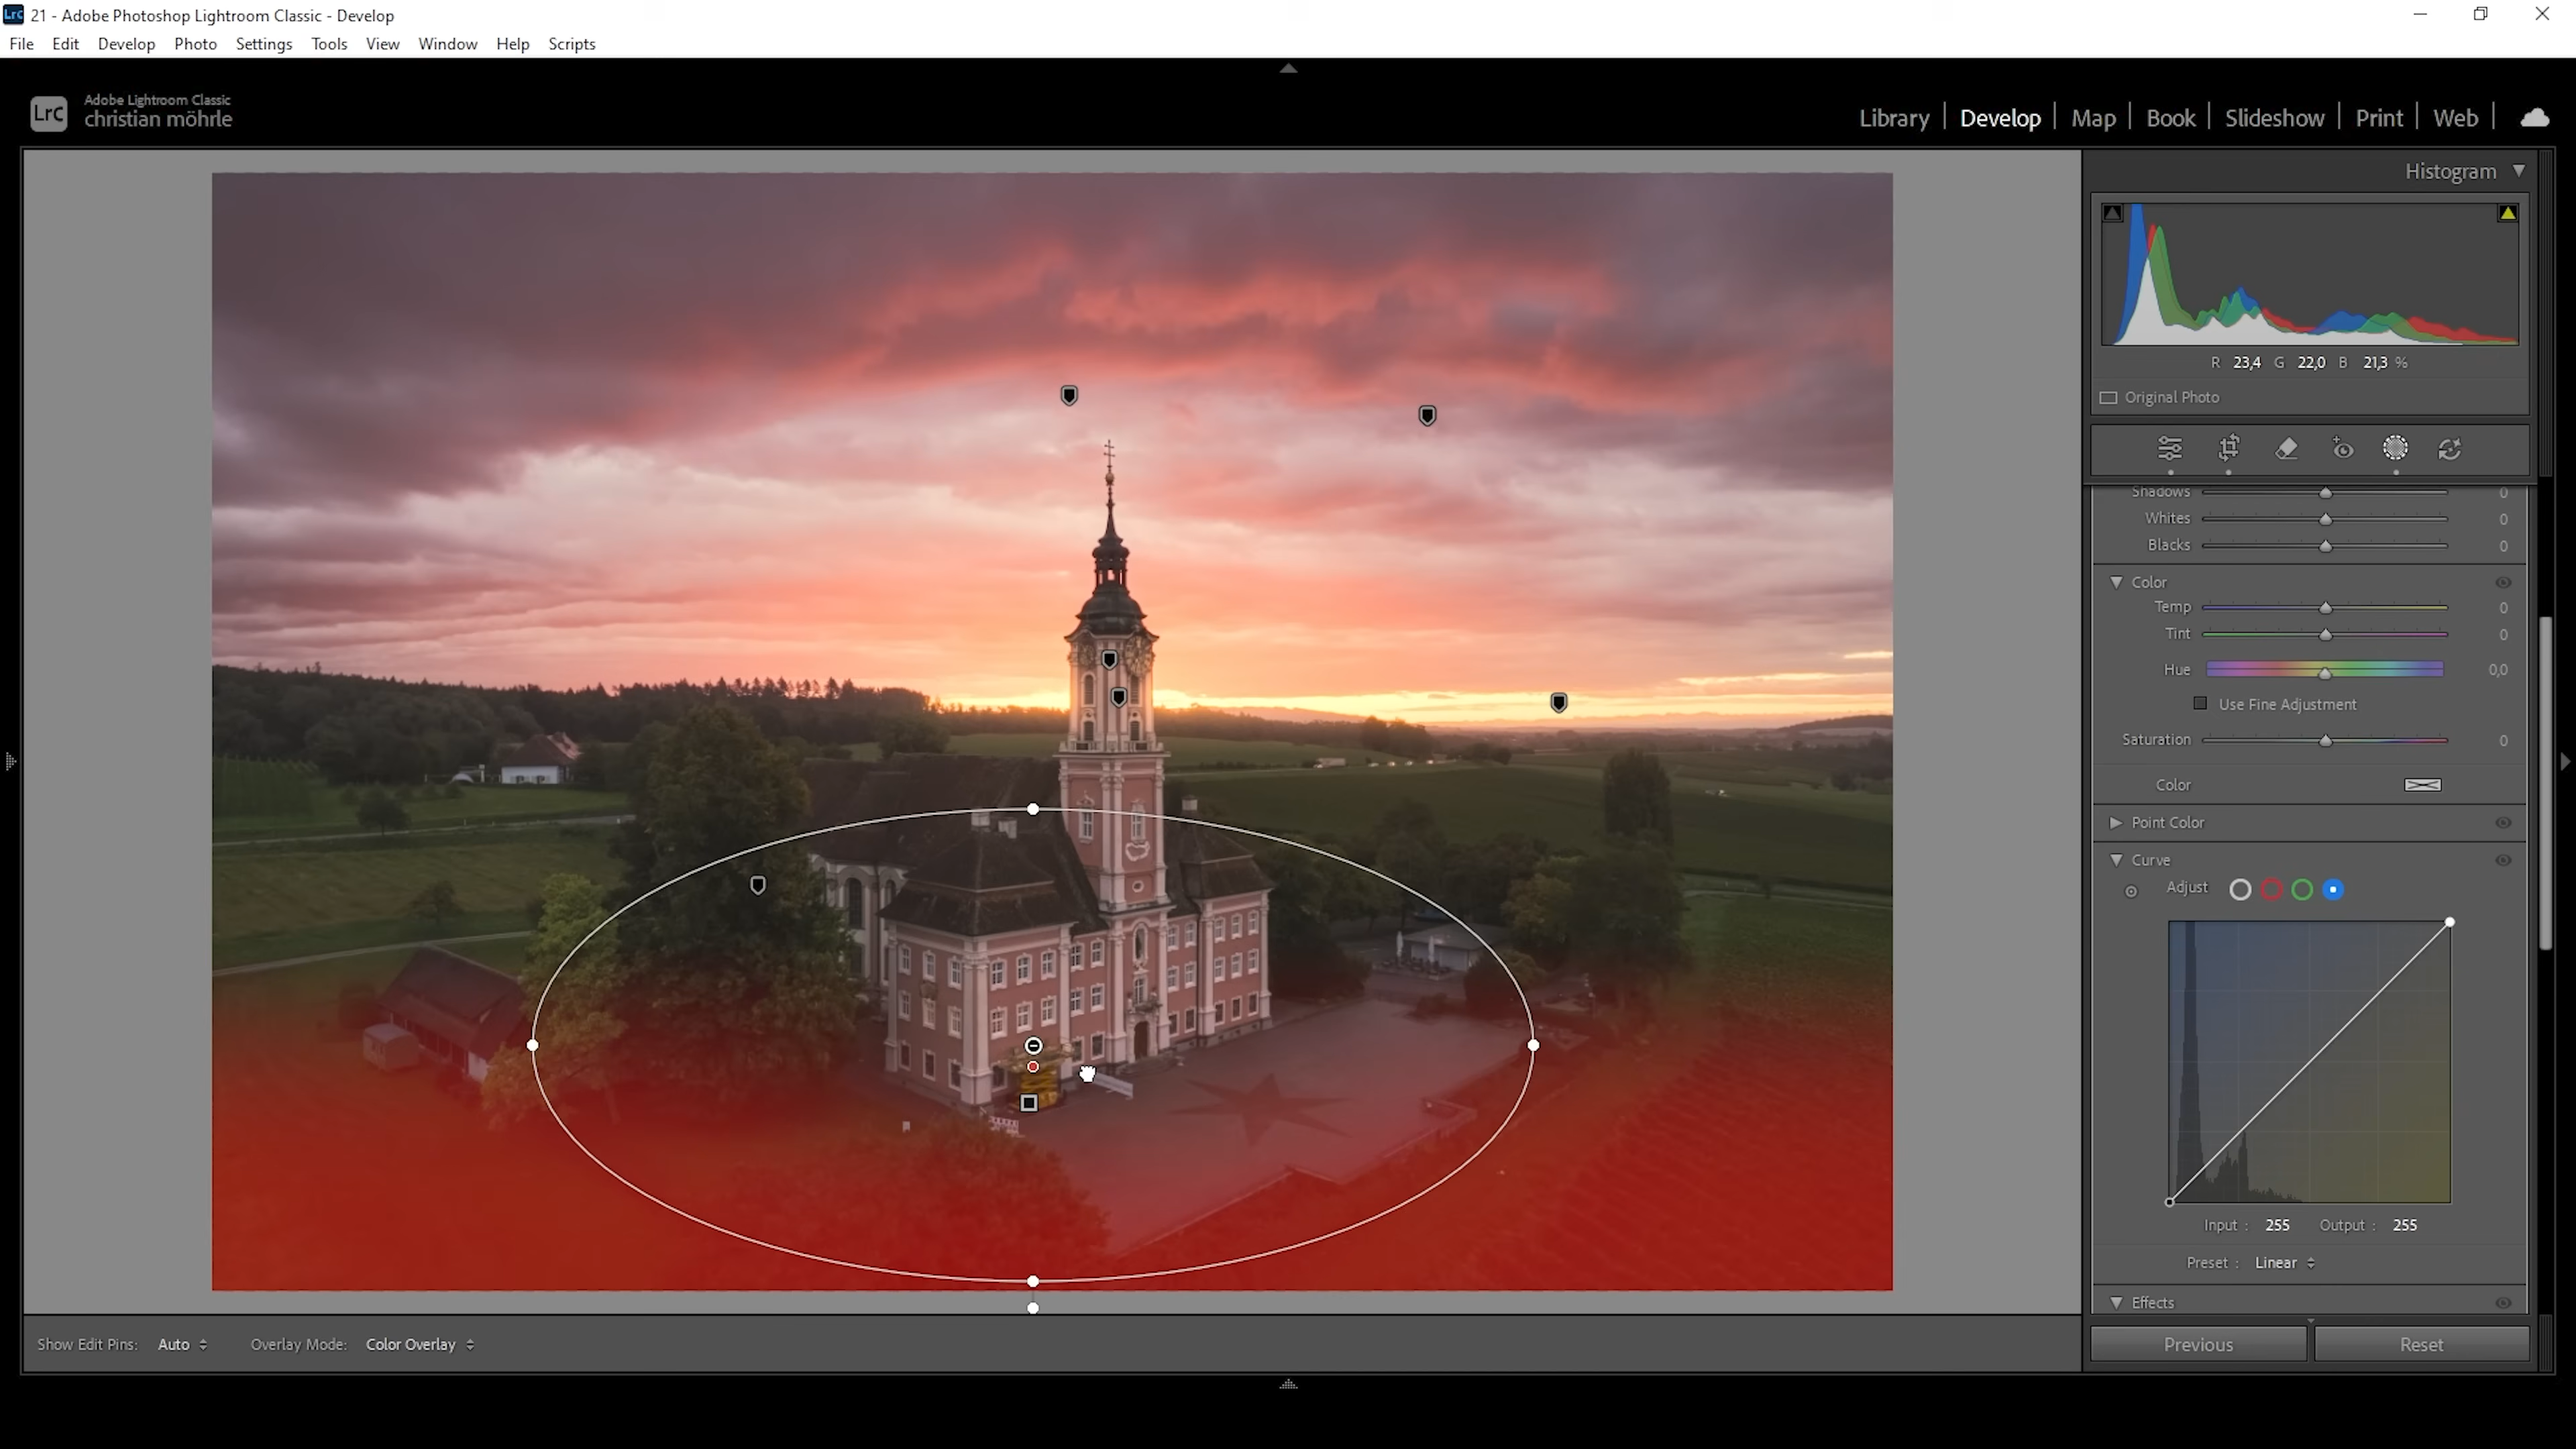 Lrc 21 - Adobe Photoshop Lightroom Classic - Develop
File Edit Develop Photo Settings Tools View Window Help Scripts
Lrc
Adobe Lightroom Classic
christian möhrle
Library | Develop | Map | Book | Slideshow | Print | Web |
Histogram
R 23,4 G 22,0 B 21,3 %
Original Photo
Shadows 0
Whites 0
Blacks 0
Color
Temp 0
Tint 0
Hue 0,0
Use Fine Adjustment
Saturation 0
Color
Point Color
Curve
Adjust
Input : 255 Output : 255
Preset : Linear
Effects
Show Edit Pins: Auto Overlay Mode: Color Overlay
Previous Reset